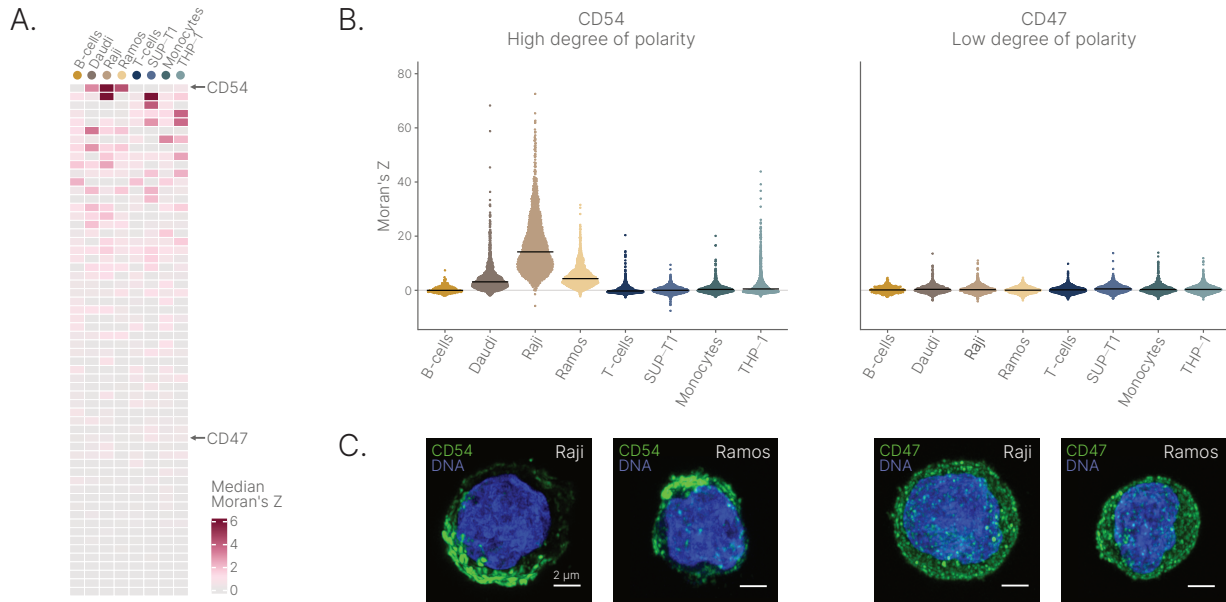 A.
B-cells
Daudi
Raji
Ramos
T-cells
SUP-T1
Monocytes
THP-1
CD54
CD47
Median
Moran's Z
6
4
2
0
B.
CD54
High degree of polarity
CD47
Low degree of polarity
Moran's Z
80
60
40
20
0
B-cells
Daudi
Raji
Ramos
T-cells
SUP-T1
Monocytes
THP-1
B-cells
Daudi
Raji
Ramos
T-cells
SUP-T1
Monocytes
THP-1
C.
CD54
DNA
Raji
2 µm
CD54
DNA
Ramos
CD47
DNA
Raji
CD47
DNA
Ramos